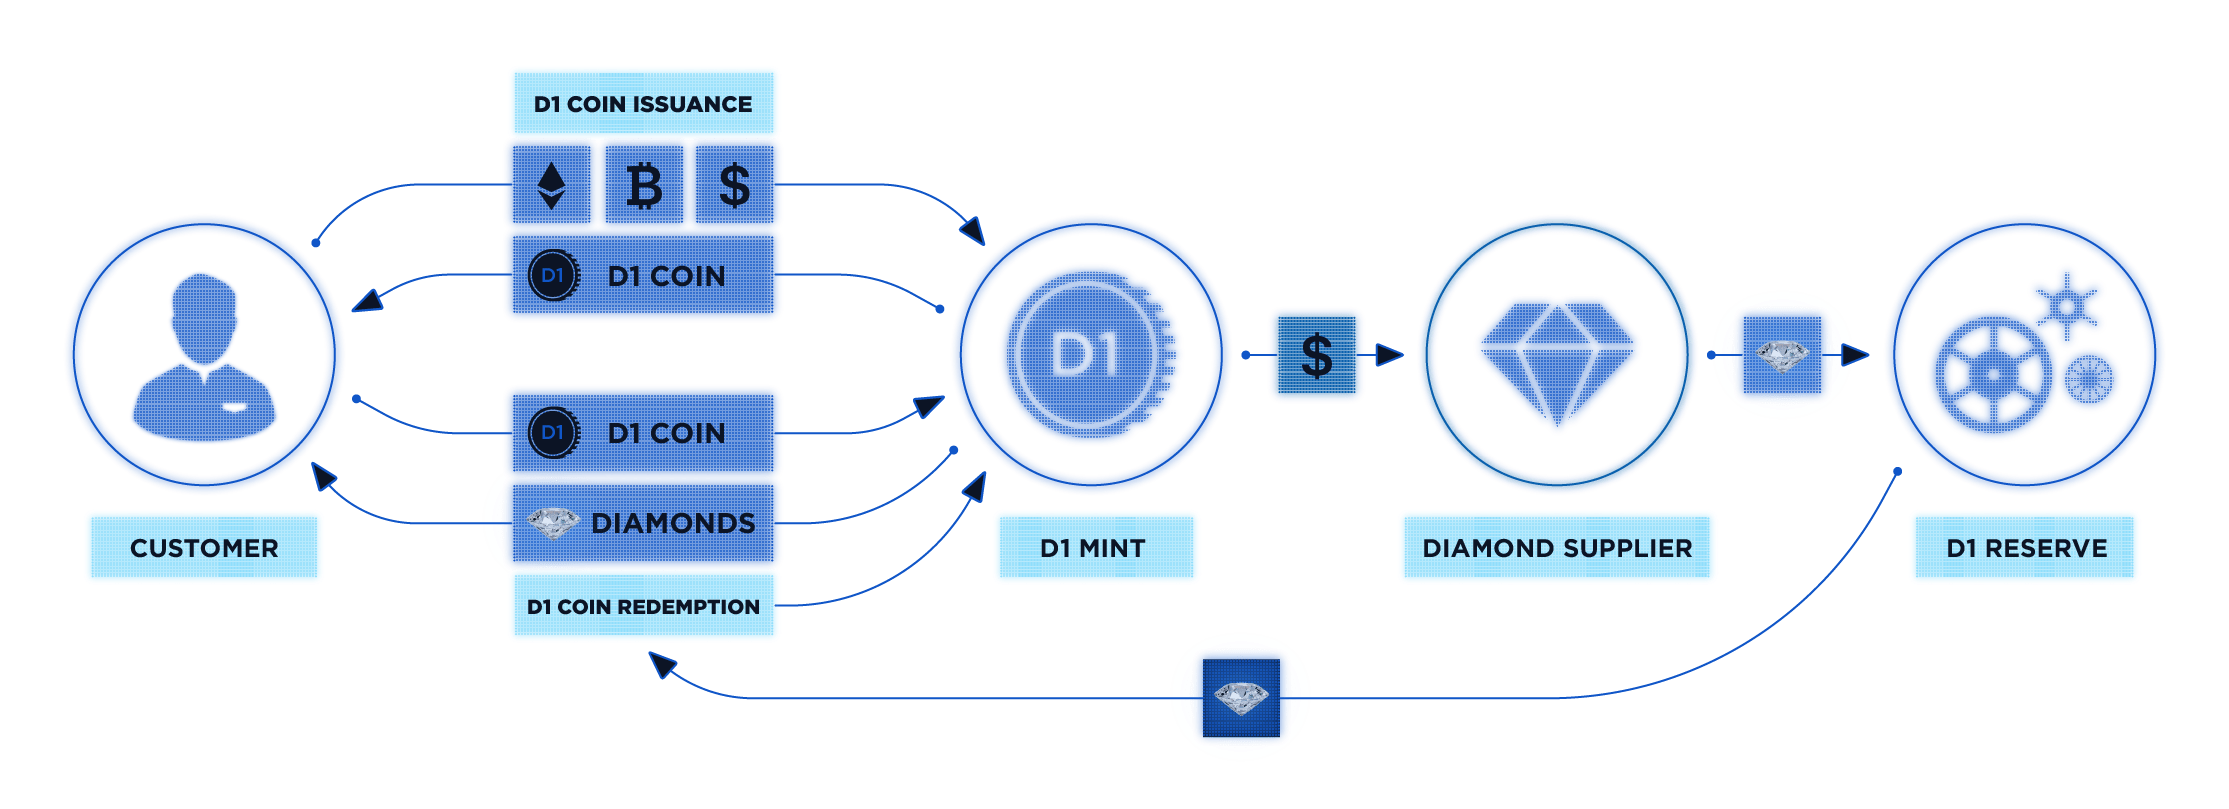 D1 COIN ISSUANCE
$
D1 D1 COIN
D1
$
D1 D1 COIN
DIAMONDS
CUSTOMER
D1 MINT
DIAMOND SUPPLIER
D1 RESERVE
D1 COIN REDEMPTION